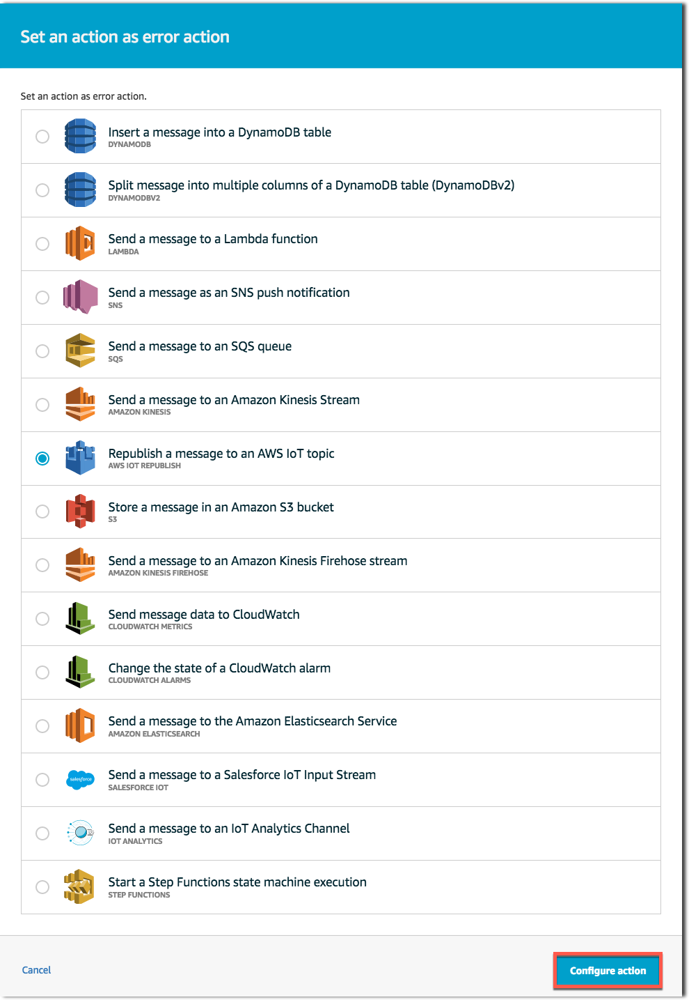 Set an action as error action
Set an action as error action.
Insert a message into a DynamoDB table
DYNAMODB
Split message into multiple columns of a DynamoDB table (DynamoDBv2)
DYNAMODBV2
Send a message to a Lambda function
LAMBDA
Send a message as an SNS push notification
SNS
Send a message to an SQS queue
SQS
Send a message to an Amazon Kinesis Stream
AMAZON KINESIS
Republish a message to an AWS IoT topic
AWS IOT REPUBLISH
Store a message in an Amazon S3 bucket
S3
Send a message to an Amazon Kinesis Firehose stream
AMAZON KINESIS FIREHOSE
Send message data to CloudWatch
CLOUDWATCH METRICS
Change the state of a CloudWatch alarm
CLOUDWATCH ALARMS
Send a message to the Amazon Elasticsearch Service
AMAZON ELASTICSEARCH
salesforce
Send a message to a Salesforce IoT Input Stream
SALESFORCE IOT
Send a message to an IoT Analytics Channel
IOT ANALYTICS
Start a Step Functions state machine execution
STEP FUNCTIONS
Cancel
Configure action